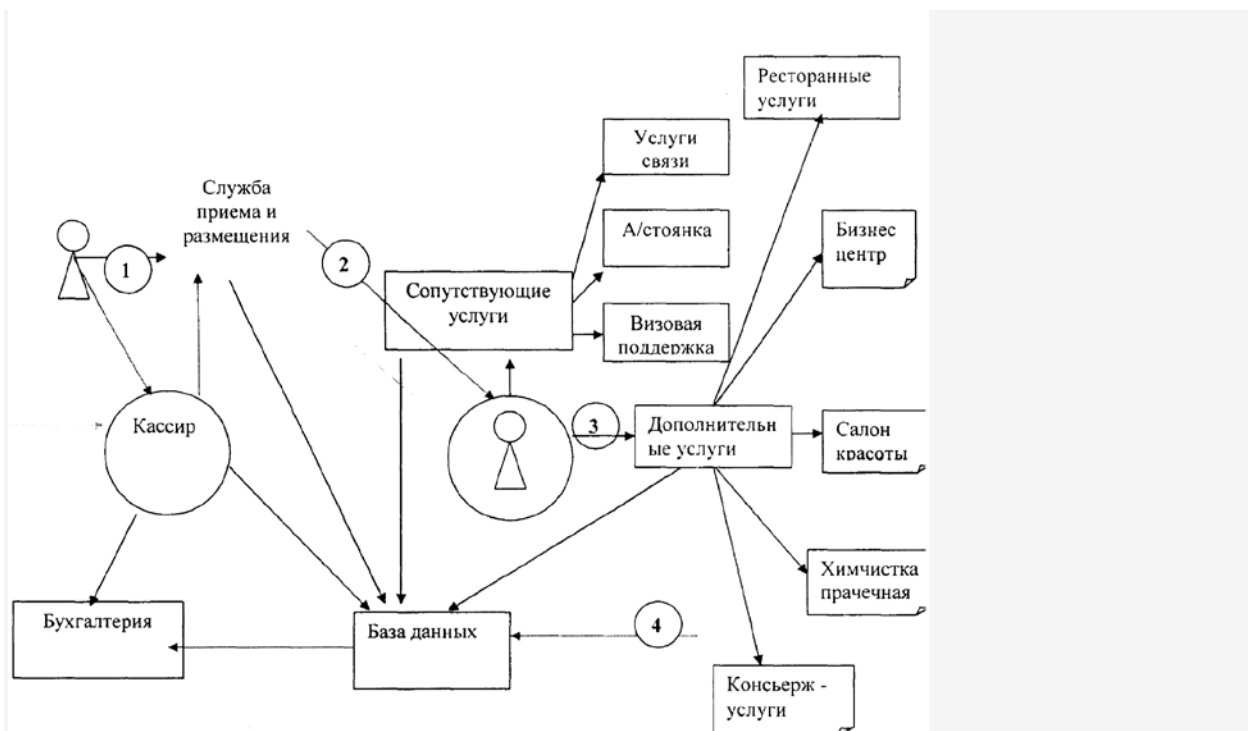 Ресторанные
услуги
Услуги
связи
Служба
приема и
размещения
А/стоянка
Бизнес
центр
1
2
Сопутствующие
услуги
Визовая
поддержка
Кассир
3
Дополнительн
ые услуги
Салон
красоты
Химчистка
прачечная
Бухгалтерия
База данных
4
Консьерж -
услуги